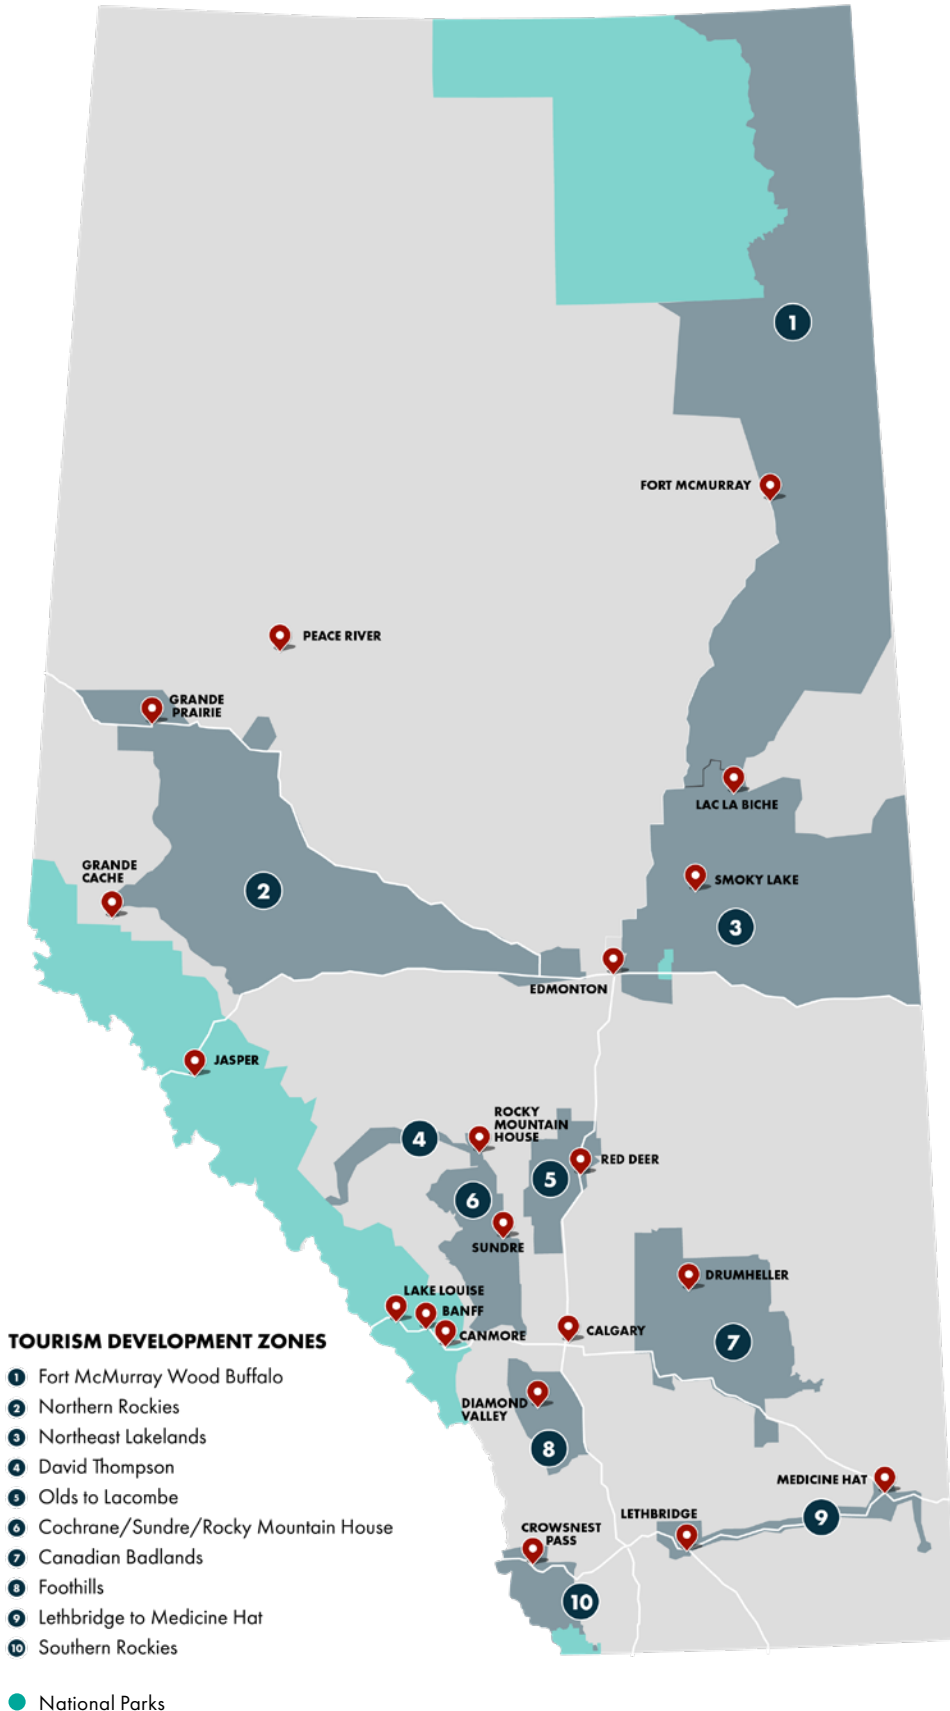 1
FORT MCMURRAY
PEACE RIVER
GRANDE
PRAIRIE
LAC LA BICHE
GRANDE
CACHE
2
SMOKY LAKE
3
EDMONTON
JASPER
ROCKY
MOUNTAIN
HOUSE
4
RED DEER
5
6
SUNDRE
DRUMHELLER
LAKE LOUISE
BANFF
CANMORE
CALGARY
7
DIAMOND
VALLEY
8
MEDICINE HAT
LETHBRIDGE
9
CROWSNEST
PASS
10
TOURISM DEVELOPMENT ZONES
1 Fort McMurray Wood Buffalo
2 Northern Rockies
3 Northeast Lakelands
4 David Thompson
5 Olds to Lacombe
6 Cochrane/Sundre/Rocky Mountain House
7 Canadian Badlands
8 Foothills
9 Lethbridge to Medicine Hat
10 Southern Rockies
National Parks